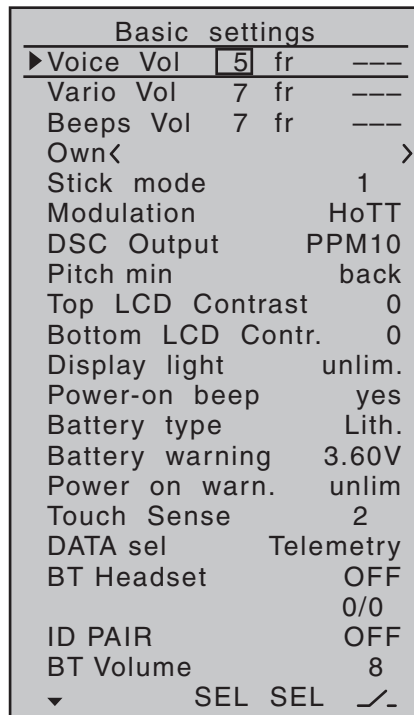 Basic settings
Voice Vol 5 fr –––
Vario Vol 7 fr –––
Beeps Vol 7 fr –––
Own< >
Stick mode 1
Modulation HoTT
DSC Output PPM10
Pitch min back
Top LCD Contrast 0
Bottom LCD Contr. 0
Display light unlim.
Power-on beep yes
Battery type Lith.
Battery warning 3.60V
Power on warn. unlim
Touch Sense 2
DATA sel Telemetry
BT Headset OFF
0/0
ID PAIR OFF
BT Volume 8
SEL SEL